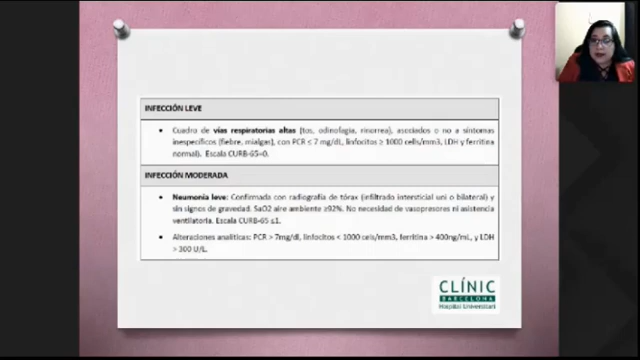 INFECCIÓN LEVE
Cuadro de vías respiratorias altas (tos, odinofagia, rinorrea), asociados o no a síntomas
inespecíficos (fiebre, mialgas), con PCR ≤ 7 mg/dL, linfocitos ≥ 1000 cells/mm3, LDH y ferritina
normal). Escala CURB-65=0.
INFECCIÓN MODERADA
Neumonía leve: Confirmada con radiografía de tórax (infiltrado intersticial uni o bilateral) y
sin signos de gravedad. SaO2 aire ambiente ≥92%. No necesidad de vasopresores ni asistencia
ventilatoria. Escala CURB-65 ≤1.
Alteraciones analíticas: PCR > 7mg/dl, linfocitos < 1000 cels/mm3, ferritina > 400ng/mL, y LDH
> 300 U/L.
CLÍNIC
BARCELONA
Hospital Universitari